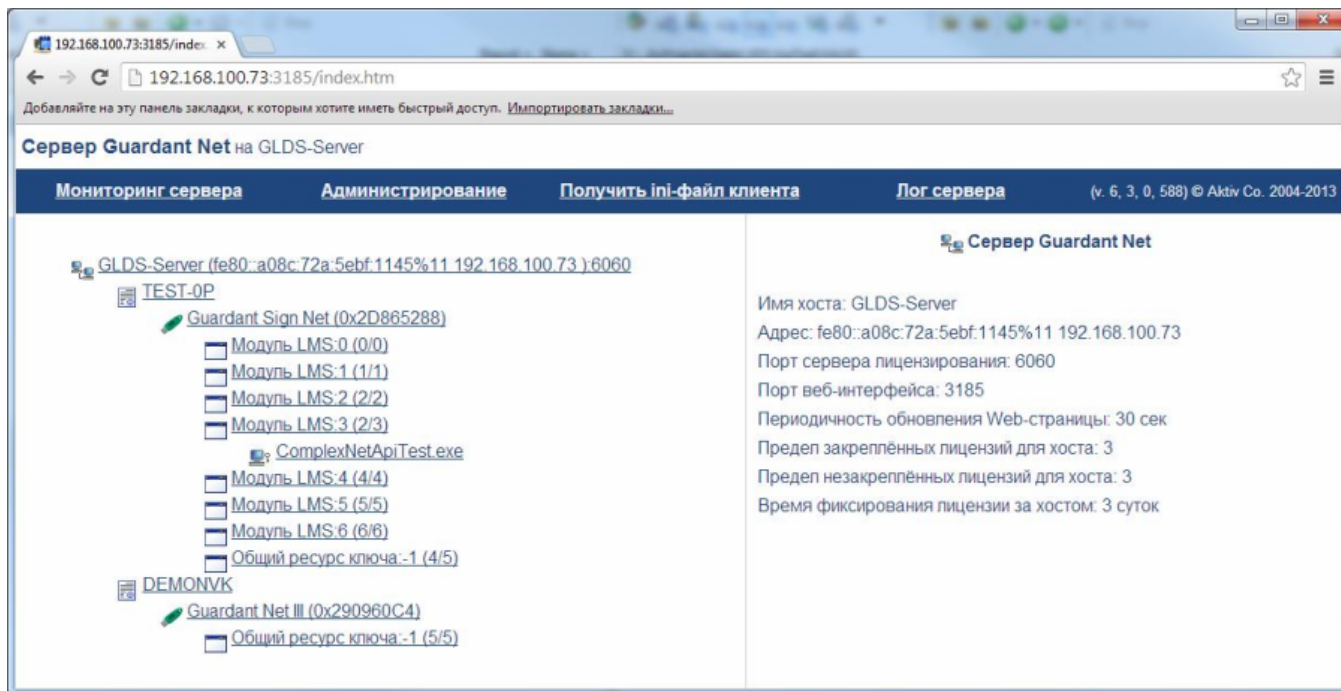 192.168.100.73:3185/index
192.168.100.73:3185/index.htm
Добавляйте на эту панель закладки, к которым хотите иметь быстрый доступ. Импортировать закладки...
Сервер Guardant Net на GLDS-Server
Мониторинг сервера Администрирование Получить ini-файл клиента Лог сервера (v. 6, 3, 0, 588) © Aktiv Co. 2004-2013
GLDS-Server (fe80::a08c:72a:5ebf:1145%11 192.168.100.73 ):6060
TEST-0P
Guardant Sign Net (0x2D865288)
Модуль LMS:0 (0/0)
Модуль LMS:1 (1/1)
Модуль LMS:2 (2/2)
Модуль LMS:3 (2/3)
ComplexNetApiTest.exe
Модуль LMS:4 (4/4)
Модуль LMS:5 (5/5)
Модуль LMS:6 (6/6)
Общий ресурс ключа:-1 (4/5)
DEMONVK
Guardant Net III (0x290960C4)
Общий ресурс ключа:-1 (5/5)
Сервер Guardant Net
Имя хоста: GLDS-Server
Адрес: fe80::a08c:72a:5ebf:1145%11 192.168.100.73
Порт сервера лицензирования: 6060
Порт веб-интерфейса: 3185
Периодичность обновления Web-страницы: 30 сек
Предел закреплённых лицензий для хоста: 3
Предел незакреплённых лицензий для хоста: 3
Время фиксирования лицензии за хостом: 3 суток